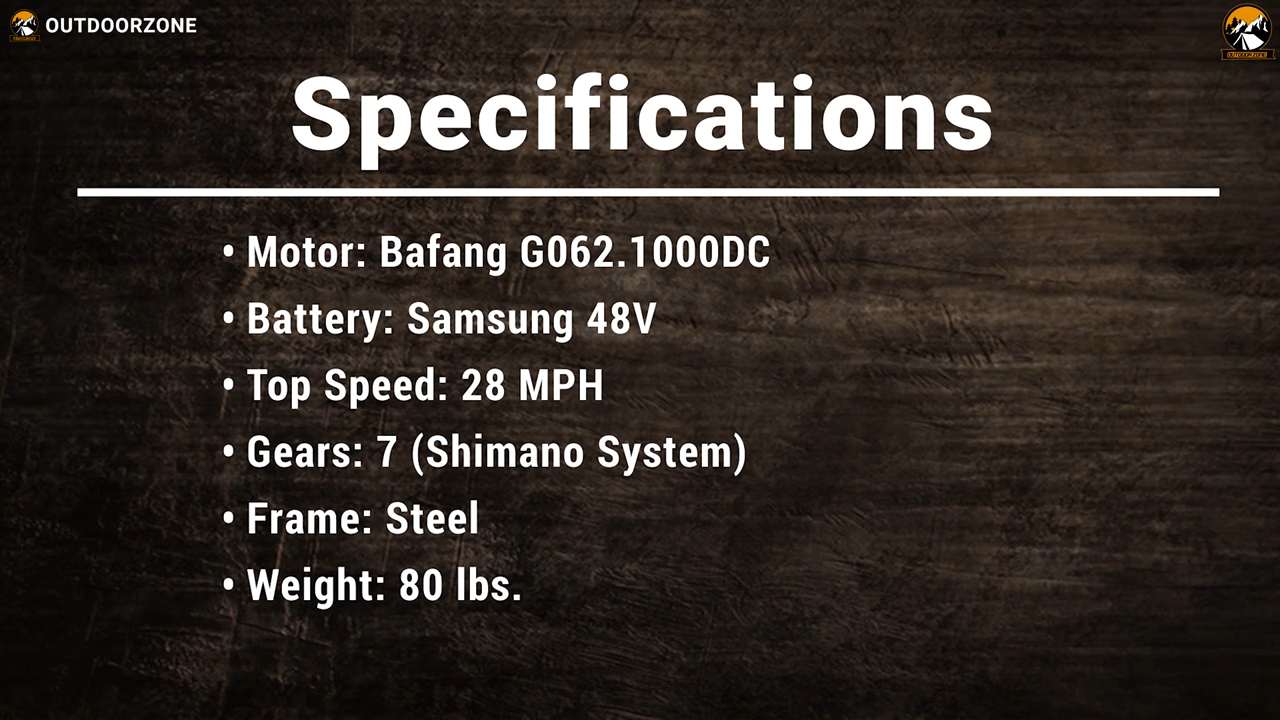 OUTDOORZONE
OUTDOORZONE
Specifications
• Motor: Bafang G062.1000DC
• Battery: Samsung 48V
• Top Speed: 28 MPH
• Gears: 7 (Shimano System)
• Frame: Steel
• Weight: 80 lbs.